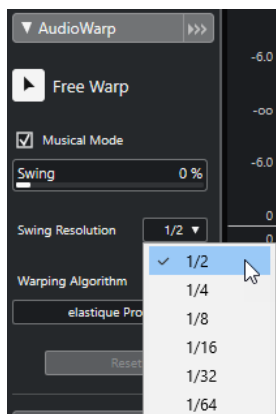 ▼ AudioWarp
Free Warp
Musical Mode
Swing 0 %
Swing Resolution 1/2 ▼
Warping Algorithm
elastique Pro
Reset
1/2
1/4
1/8
1/16
1/32
1/64
-6.0
-oo
-6.0
0
0